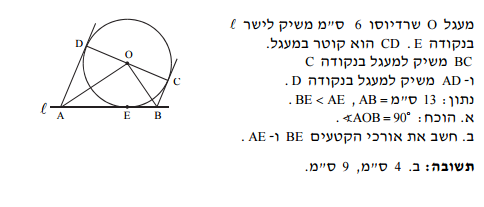 מעגל O שרדיוסו 6 ס"מ משיק לישר ℓ
בנקודה E. CD הוא קוטר במעגל.
BC משיק למעגל בנקודה C
ו- AD משיק למעגל בנקודה D.
נתון: 13 ס"מ = AB, BE < AE.
א. הוכח: ∢AOB = 90°.
ב. חשב את אורכי הקטעים BE ו- AE.
תשובה: ב. 4 ס"מ, 9 ס"מ.
D
O
C
ℓ
A E B